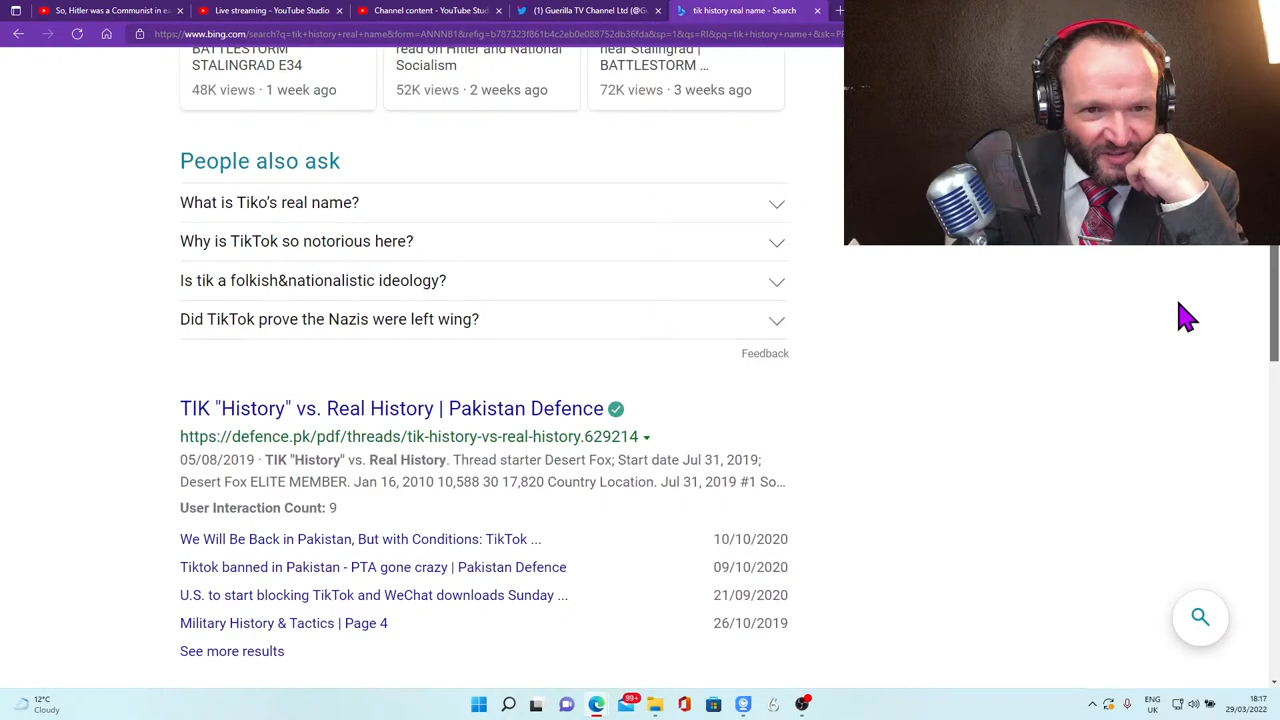 So, Hitler was a Communist in ea
Live streaming - YouTube Studio
Channel content - YouTube Stud
(1) Guerilla TV Channel Ltd (@Gu
tik history real name - Search
BATTLESTORM
STALINGRAD E34
48K views · 1 week ago
read on Hitler and National
Socialism
52K views · 2 weeks ago
near Stalingrad |
BATTLESTORM ...
72K views · 3 weeks ago
People also ask
What is Tiko's real name?
Why is TikTok so notorious here?
Is tik a folkish&nationalistic ideology?
Did TikTok prove the Nazis were left wing?
Feedback
TIK "History" vs. Real History | Pakistan Defence
https://defence.pk/pdf/threads/tik-history-vs-real-history.629214
05/08/2019 · TIK "History" vs. Real History. Thread starter Desert Fox; Start date Jul 31, 2019;
Desert Fox ELITE MEMBER. Jan 16, 2010 10,588 30 17,820 Country Location. Jul 31, 2019 #1 So...
User Interaction Count: 9
We Will Be Back in Pakistan, But with Conditions: TikTok ... 10/10/2020
Tiktok banned in Pakistan - PTA gone crazy | Pakistan Defence 09/10/2020
U.S. to start blocking TikTok and WeChat downloads Sunday ... 21/09/2020
Military History & Tactics | Page 4 26/10/2019
See more results
12°C
Cloudy
99+
ENG
UK
18:17
29/03/2022